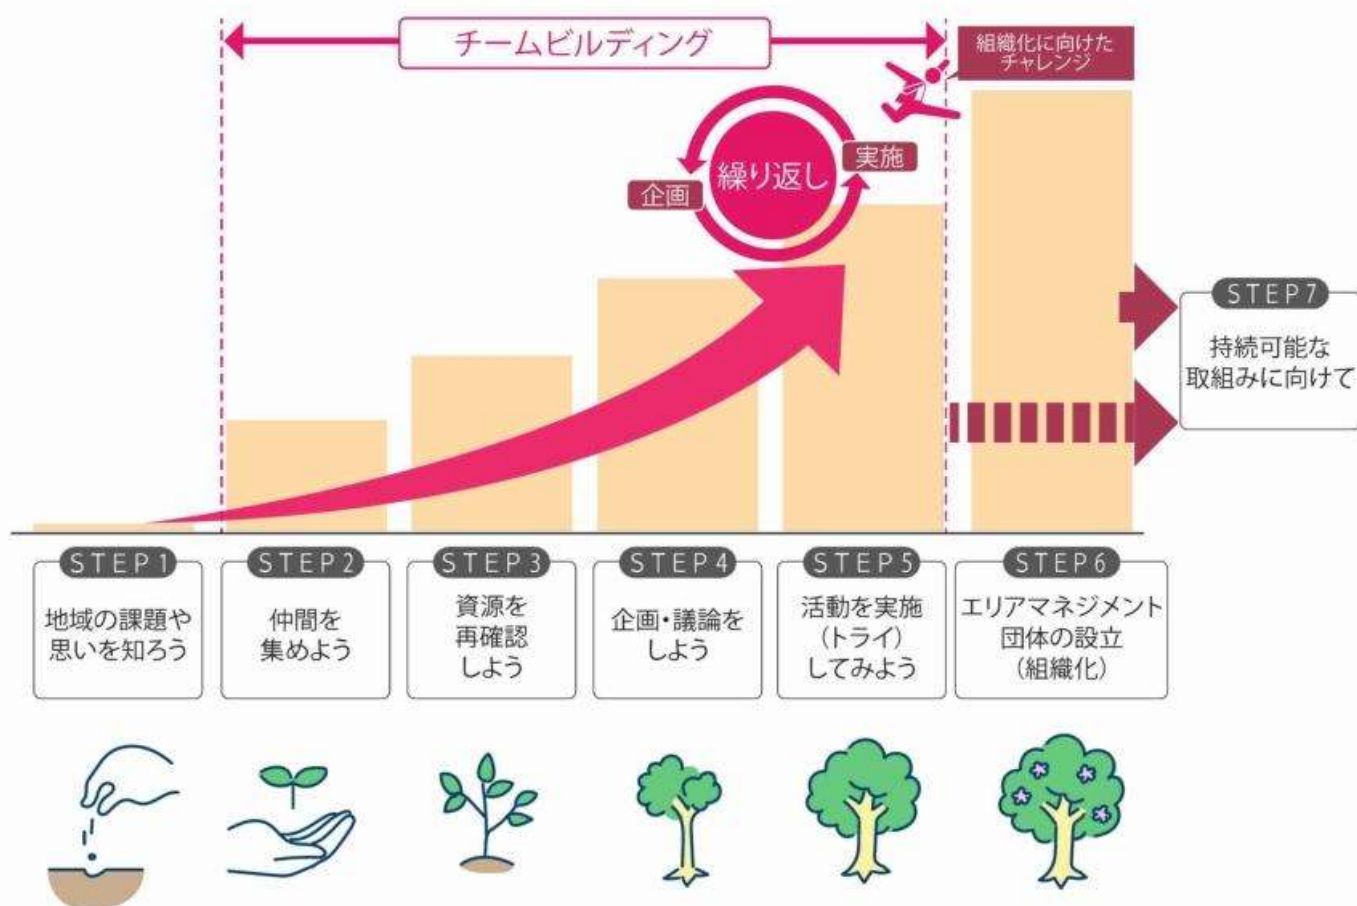 チームビルディング
組織化に向けた
チャレンジ
繰り返し
実施
企画
STEP1
地域の課題や
思いを知ろう
STEP2
仲間を
集めよう
STEP3
資源を
再確認
しよう
STEP4
企画・議論を
しよう
STEP5
活動を実施
(トライ)
してみよう
STEP6
エリアマネジメント
団体の設立
(組織化)
STEP7
持続可能な
取組みに向けて